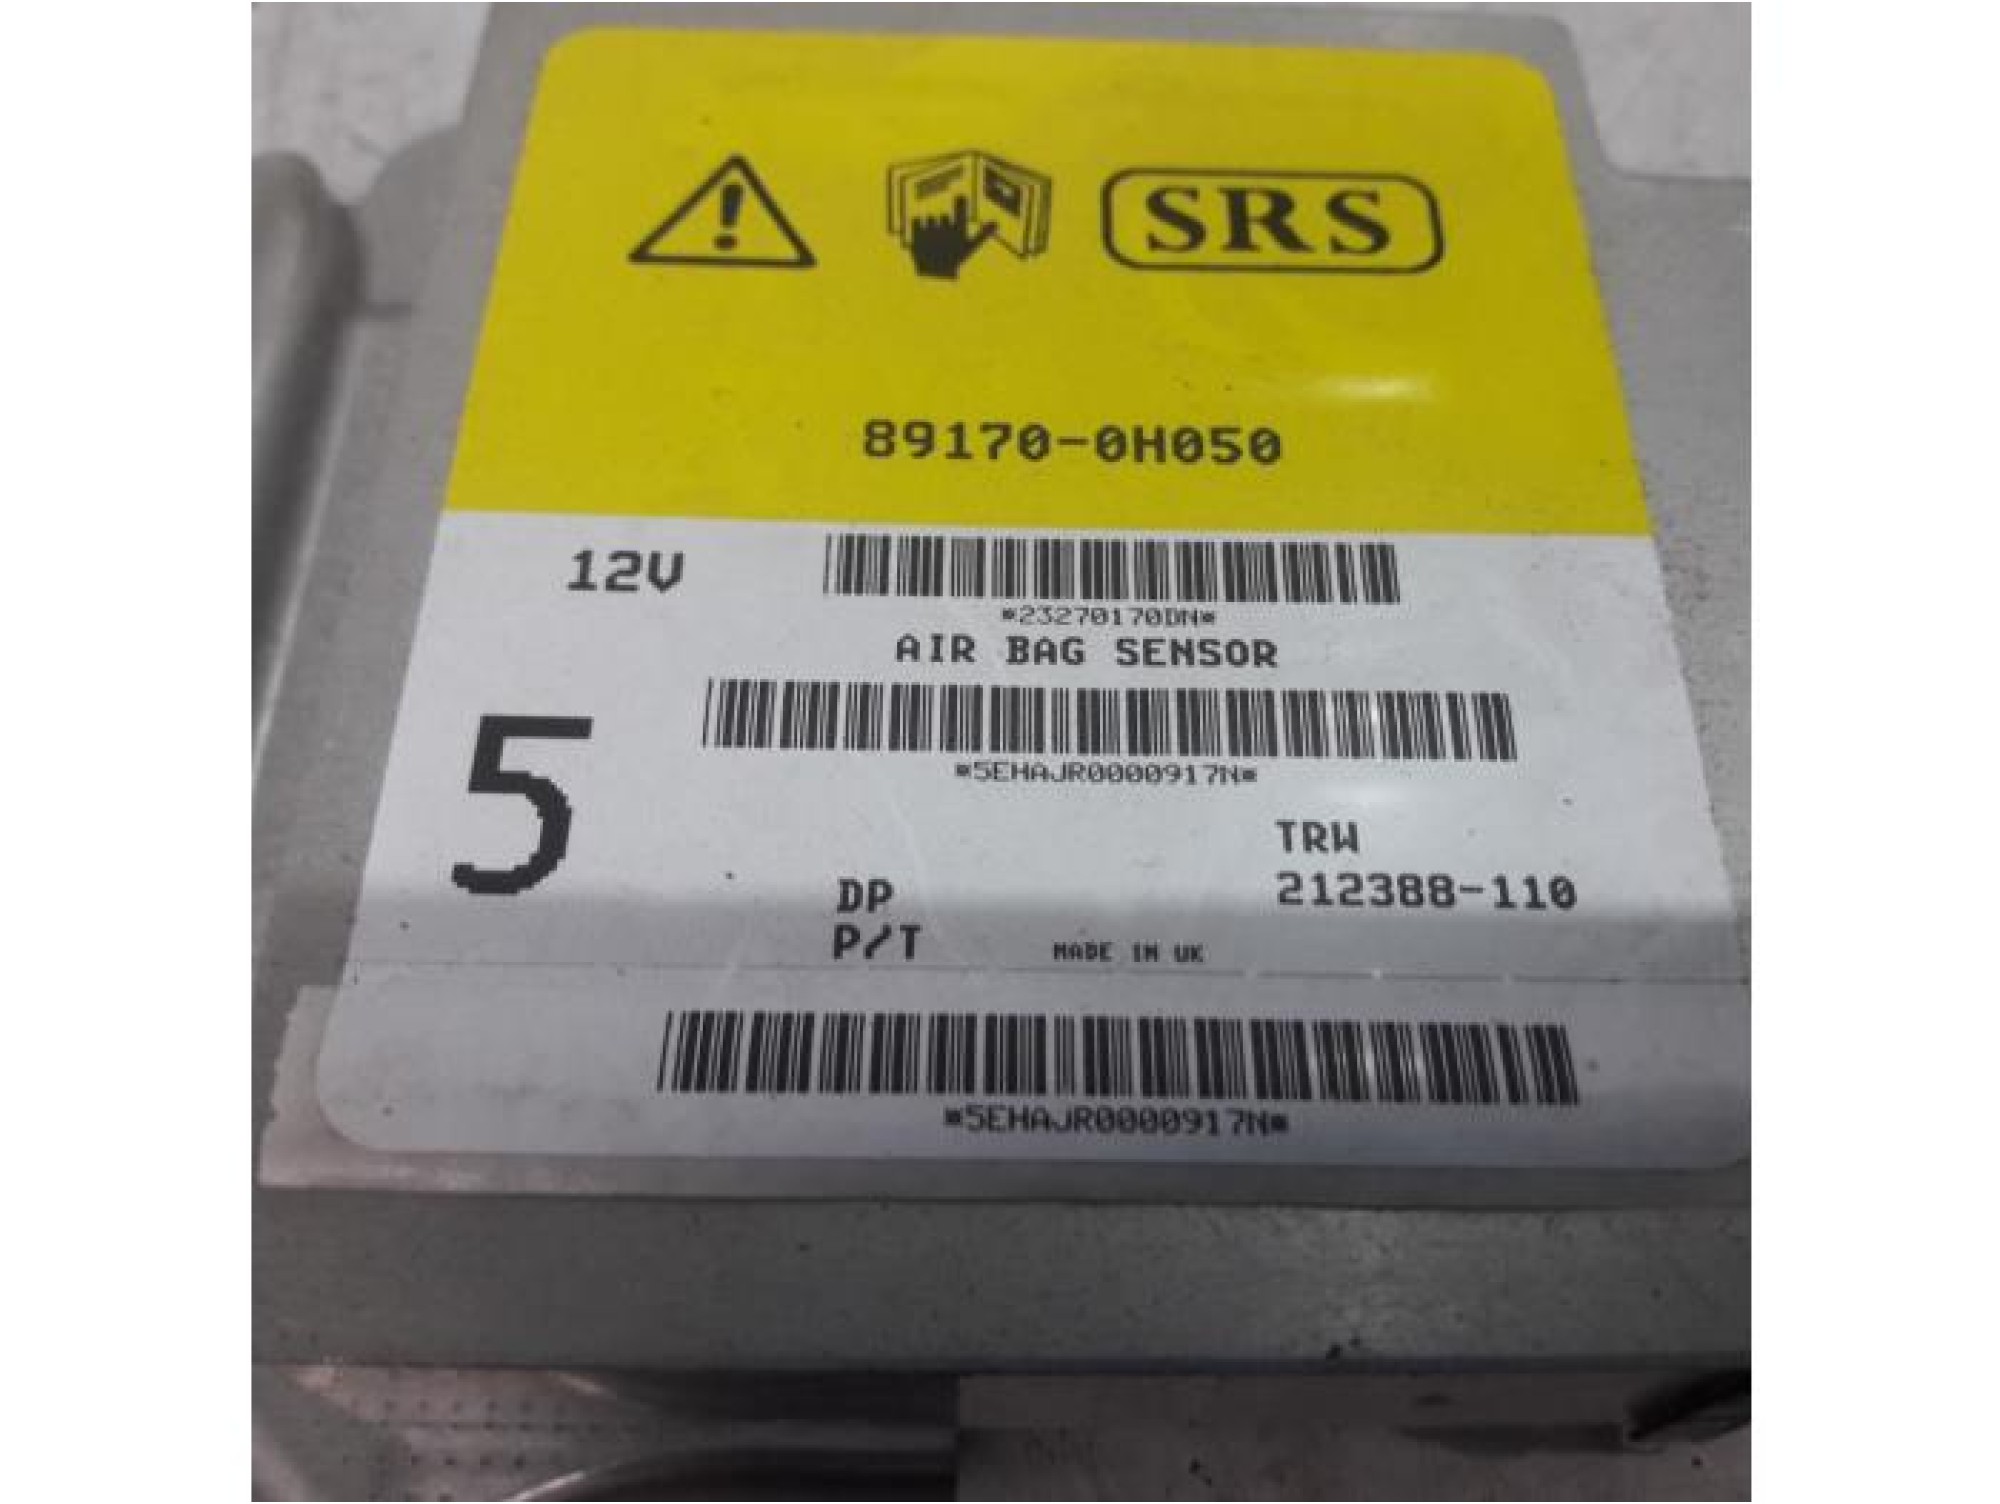 SRS
89170-0H050
12V
*23270170DN*
AIR BAG SENSOR
5
*5EHAJR0000917N*
TRW
212388-110
DP
P/T
MADE IN UK
*5EHAJR0000917N*